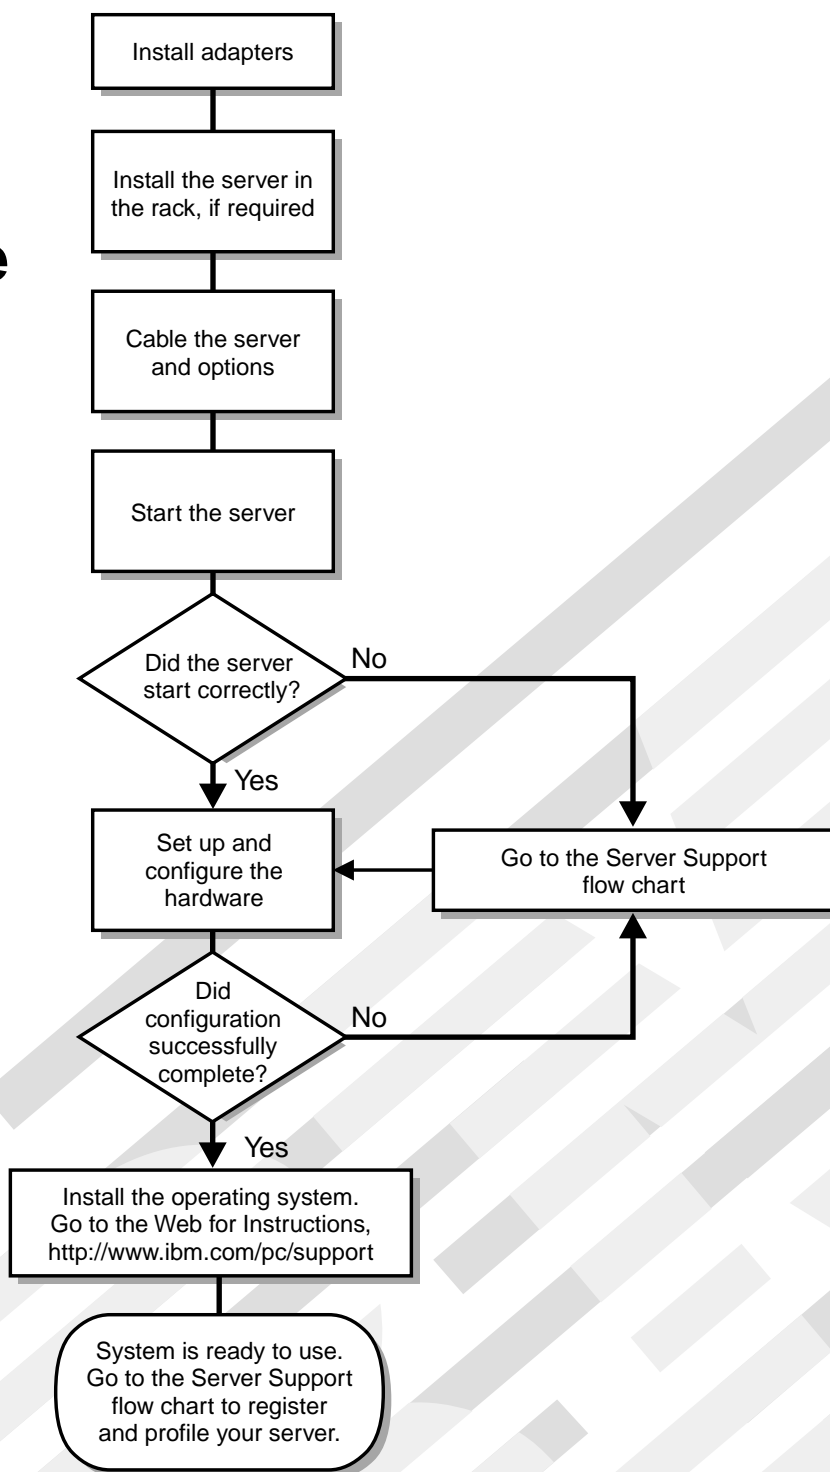 Install adapters
Install the server in
the rack, if required
e
Cable the server
and options
Start the server
Did the server
start correctly?
No
Yes
Set up and
configure the
hardware
Go to the Server Support
flow chart
Did
configuration
successfully
complete?
No
Yes
Install the operating system.
Go to the Web for Instructions,
http://www.ibm.com/pc/support
System is ready to use.
Go to the Server Support
flow chart to register
and profile your server.